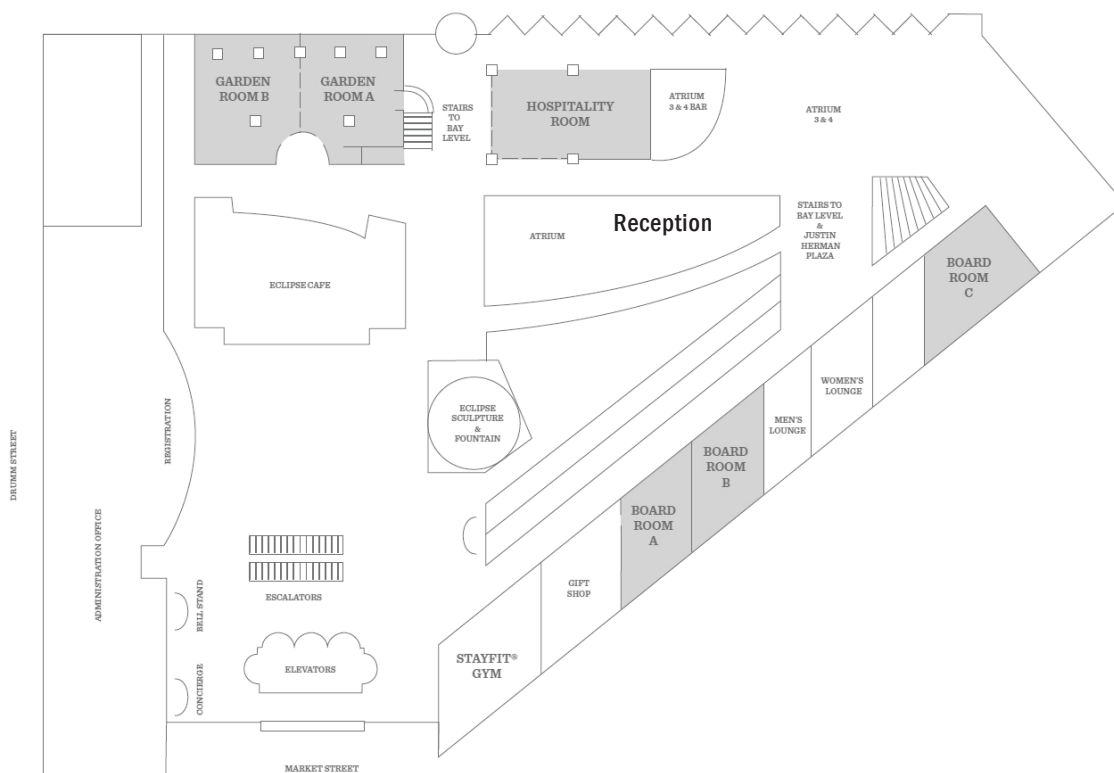 GARDEN
ROOM B
GARDEN
ROOM A
STAIRS
TO
BAY
LEVEL
HOSPITALITY
ROOM
ATRIUM
3 & 4 BAR
ATRIUM
3 & 4
ATRIUM
Reception
STAIRS TO
BAY LEVEL
&
JUSTIN
HERMAN
PLAZA
BOARD
ROOM
C
ECLIPSE CAFE
WOMEN'S
LOUNGE
MEN'S
LOUNGE
ECLIPSE
SCULPTURE
&
FOUNTAIN
BOARD
ROOM
B
BOARD
ROOM
A
DRUMM STREET
REGISTRATION
ADMINISTRATION OFFICE
BELL STAND
ESCALATORS
GIFT
SHOP
STAYFIT®
GYM
CONCIERGE
ELEVATORS
MARKET STREET